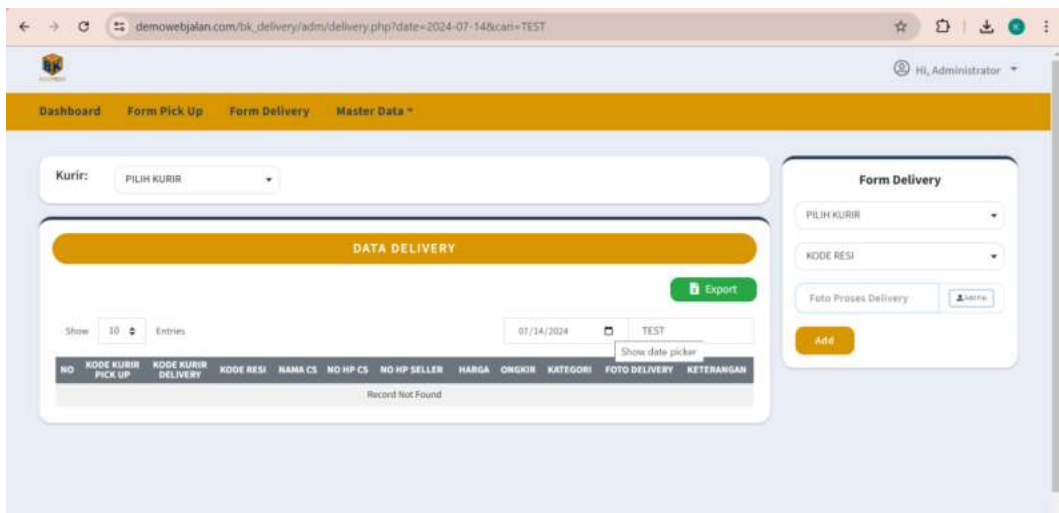 demowebjalan.com/bk_delivery/adm/delivery.php?date=2024-07-14&cari=TEST
BK
Hi, Administrator
Dashboard Form Pick Up Form Delivery Master Data
Kurir: PILIH KURIR
DATA DELIVERY
Export
Show 10 Entries 07/14/2024 TEST
Show date picker
NO KODE KURIR PICK UP KODE KURIR DELIVERY KODE RESI NAMA CS NO HP CS NO HP SELLER HARGA ONGKIR KATEGORI FOTO DELIVERY KETERANGAN
Record Not Found
Form Delivery
PILIH KURIR
KODE RESI
Foto Proses Delivery
Add